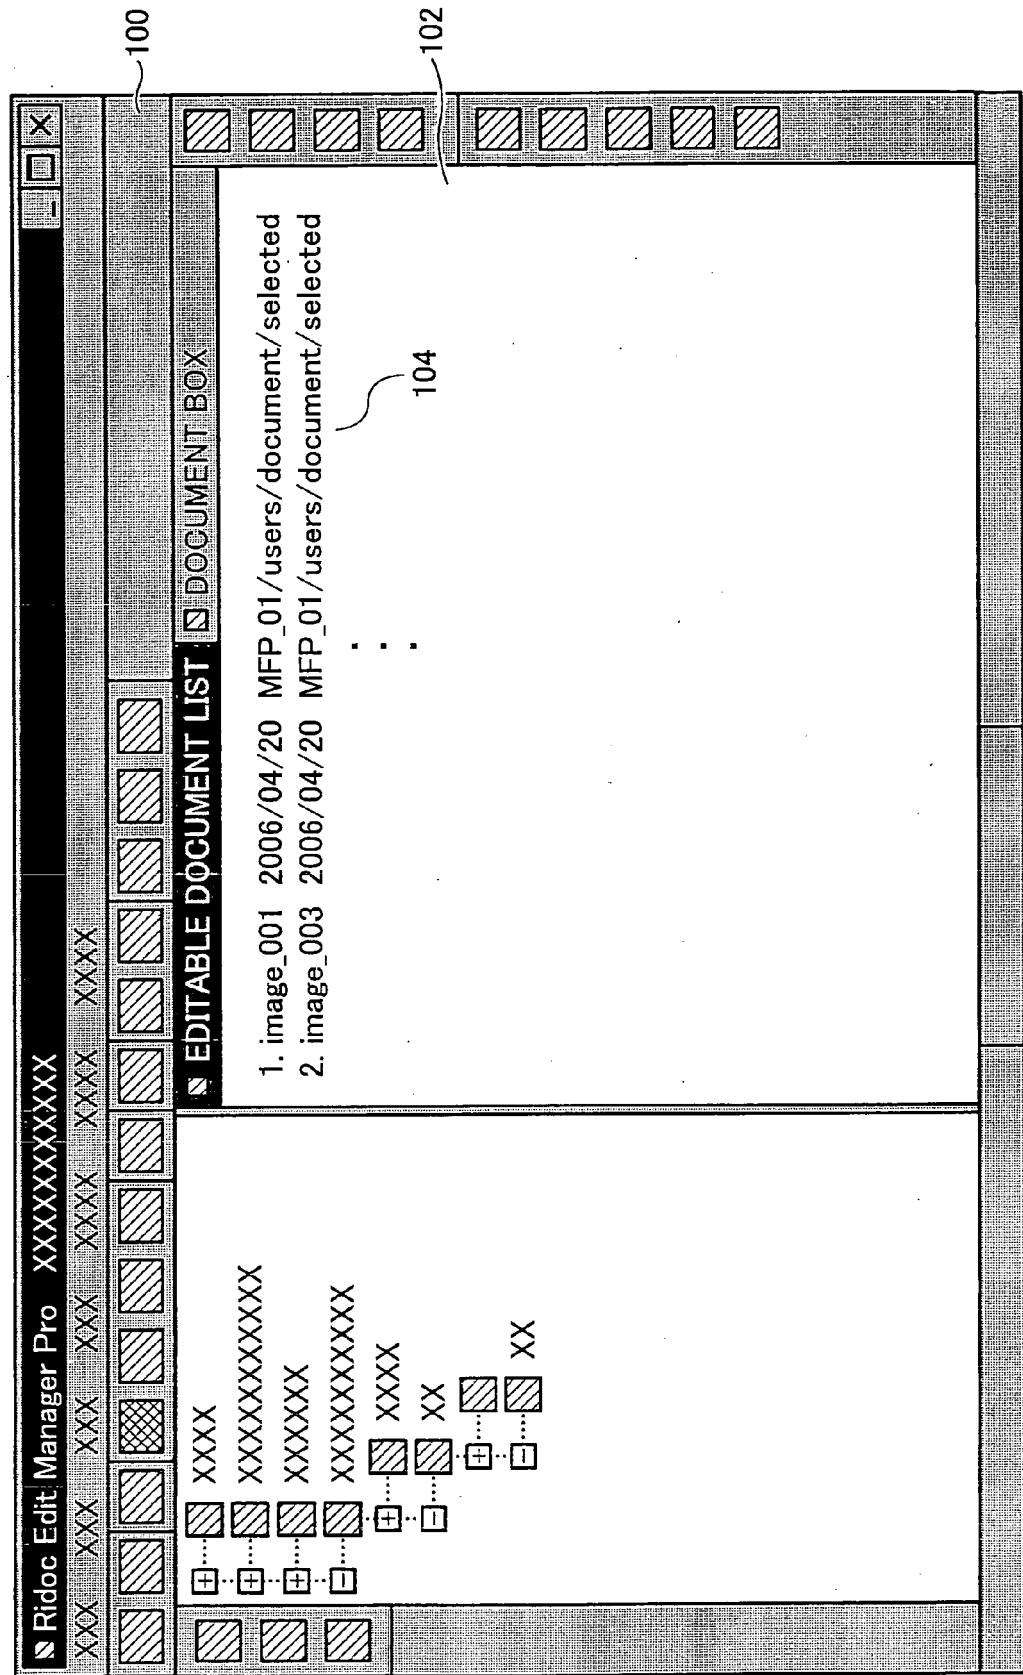 Ridoc Edit Manager Pro XXXXXXXXXXX
XXX XXX XXX XXX XXXX XXXX XXXX
100
EDITABLE DOCUMENT LIST DOCUMENT BOX
XXXX
XXXXXXXXXXX
XXXXXX
XXXXXXXXXX
XXXX
XX
XX
1. image_001 2006/04/20 MFP_01/users/document/selected
2. image_003 2006/04/20 MFP_01/users/document/selected
102
104